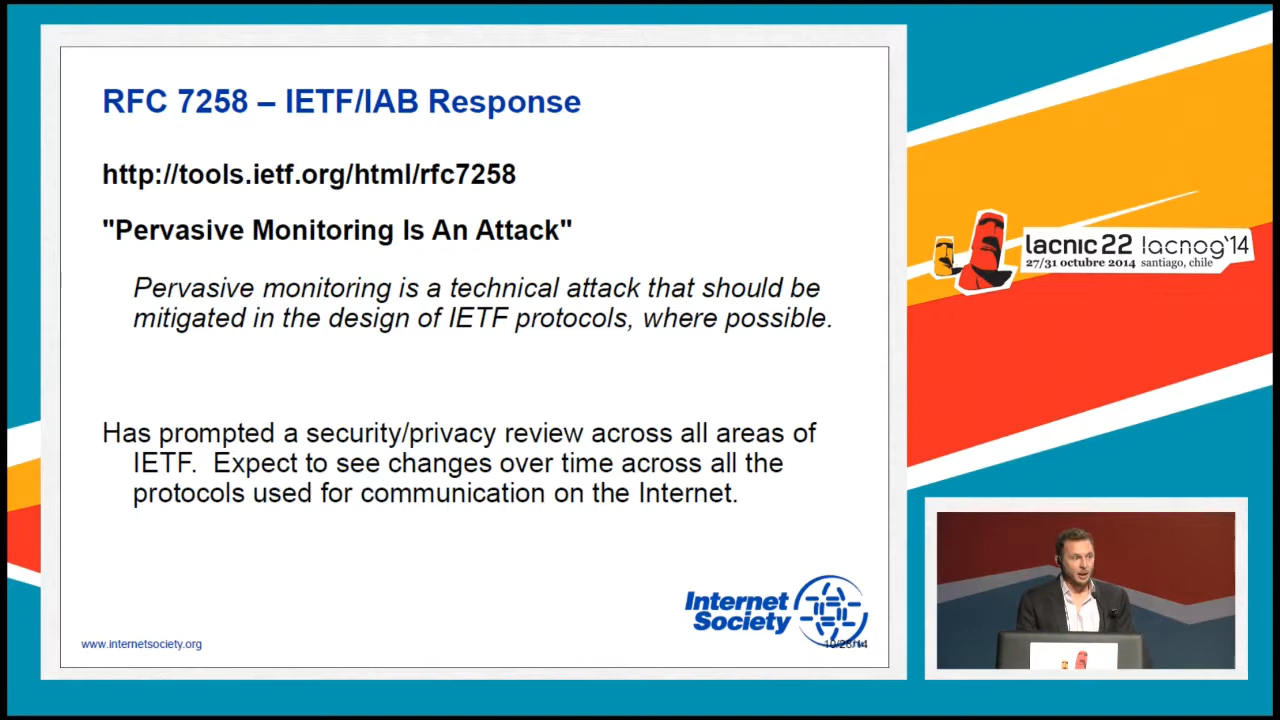 RFC 7258 – IETF/IAB Response
http://tools.ietf.org/html/rfc7258
"Pervasive Monitoring Is An Attack"
Pervasive monitoring is a technical attack that should be
mitigated in the design of IETF protocols, where possible.
Has prompted a security/privacy review across all areas of
IETF. Expect to see changes over time across all the
protocols used for communication on the Internet.
Internet
Society
www.internetsociety.org
10/28/14
lacnic 22 lacnog'14
27/31 octubre 2014 santiago, chile